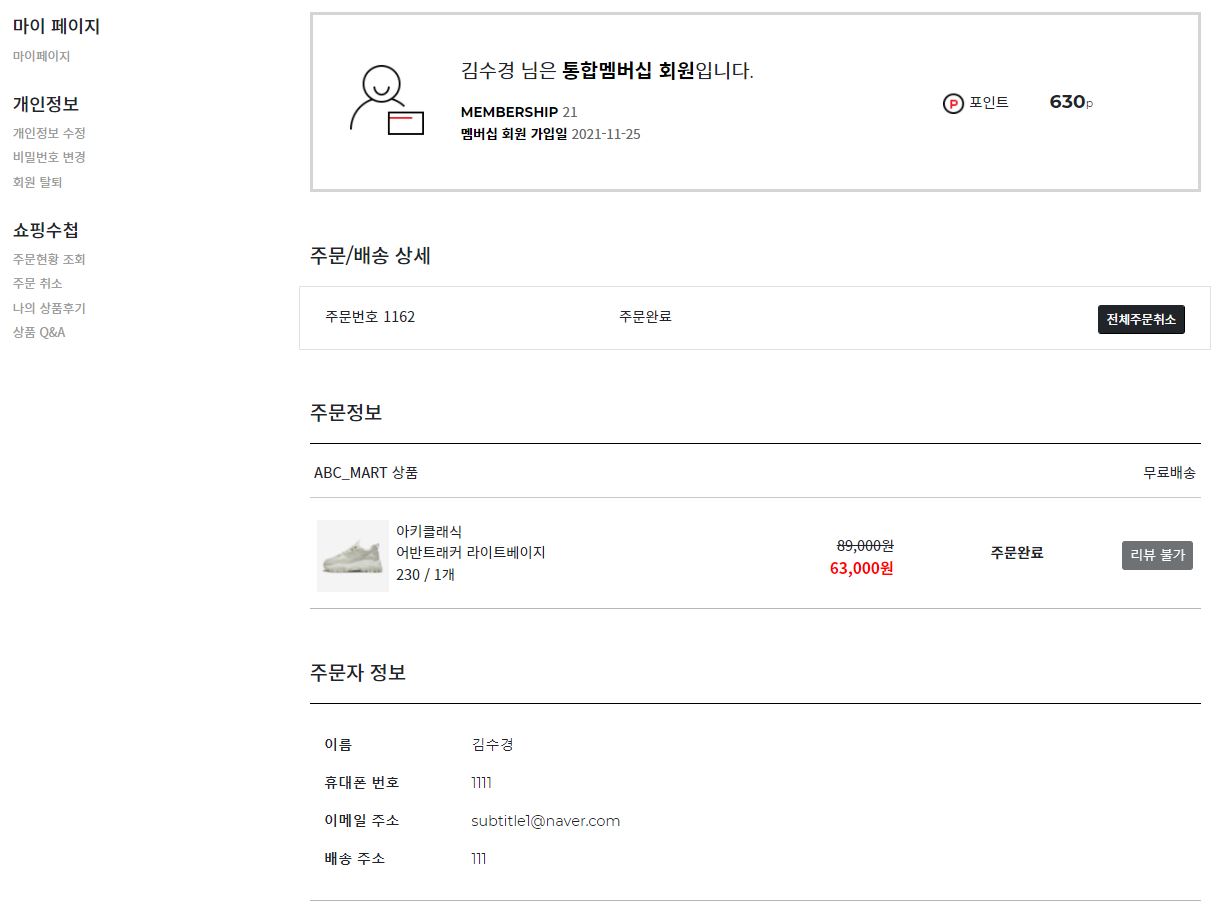 마이 페이지
마이페이지
개인정보
개인정보 수정
비밀번호 변경
회원 탈퇴
쇼핑수첩
주문현황 조회
주문 취소
나의 상품후기
상품 Q&A
김수경 님은 통합멤버십 회원입니다.
MEMBERSHIP 21
멤버십 회원 가입일 2021-11-25
P 포인트 630p
주문/배송 상세
주문번호 1162 주문완료 전체주문취소
주문정보
ABC_MART 상품 무료배송
아키클래식
어반트래커 라이트베이지
230 / 1개
89,000원
63,000원
주문완료
리뷰 불가
주문자 정보
이름 김수경
휴대폰 번호 1111
이메일 주소 subtitle1@naver.com
배송 주소 111